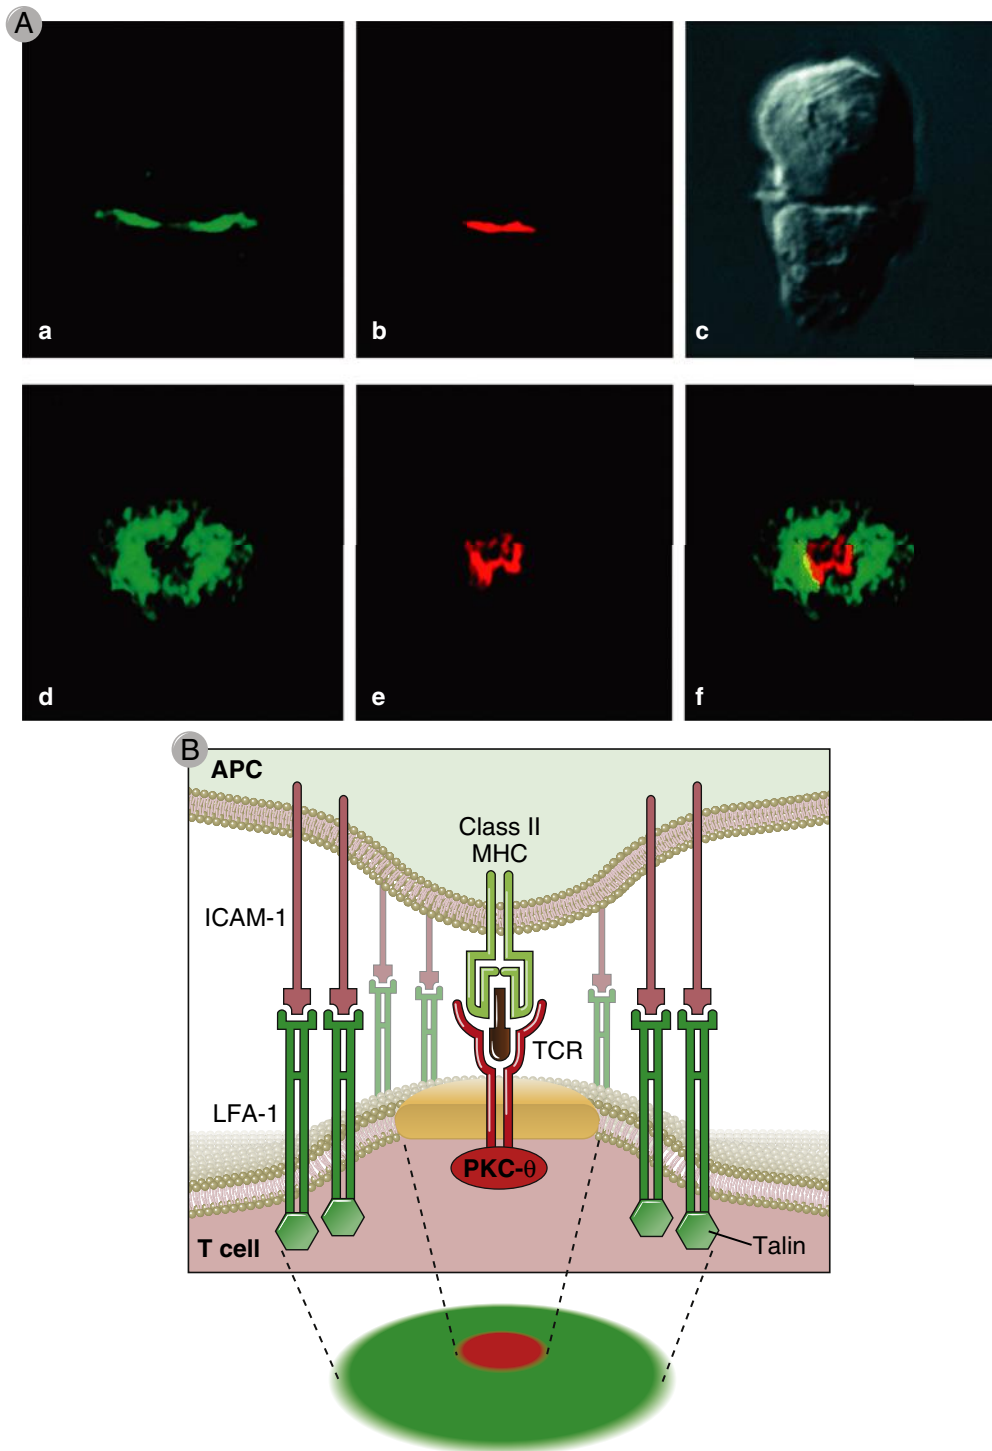 A
a
b
c
d
e
f
B
APC
Class II
MHC
ICAM-1
TCR
LFA-1
PKC-θ
T cell
Talin